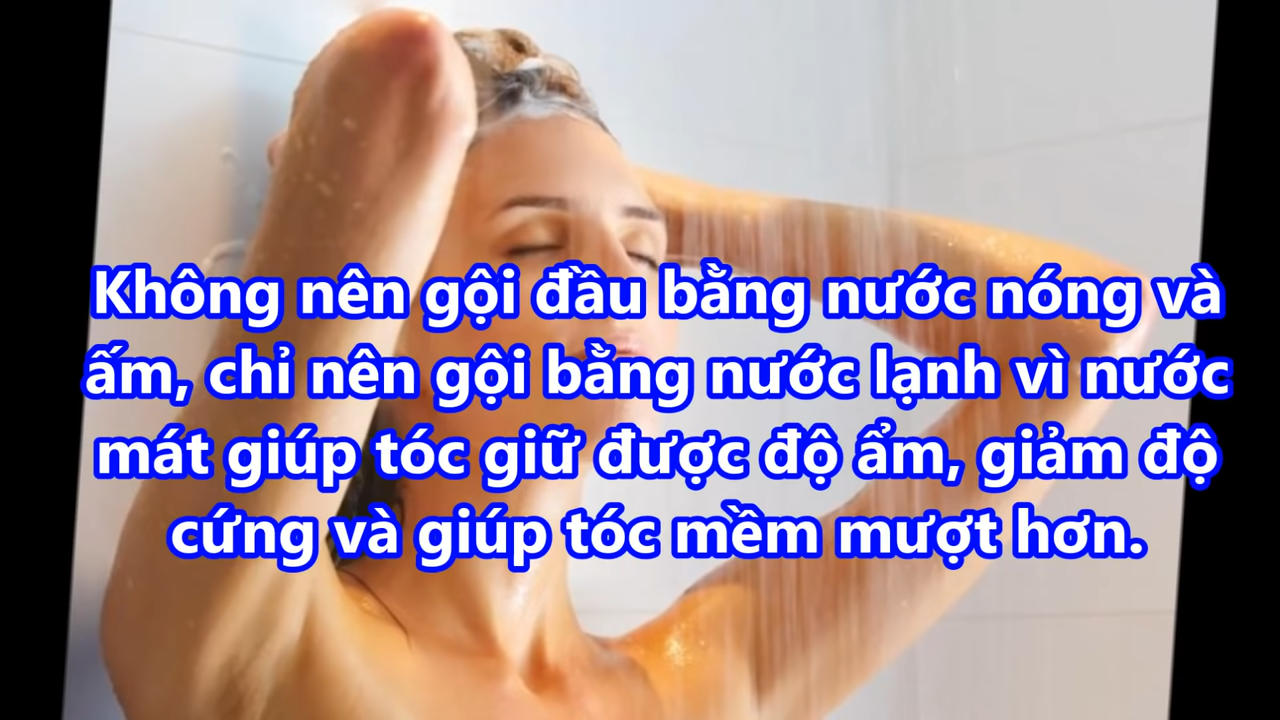 Không nên gội đầu bằng nước nóng và
ấm, chỉ nên gội bằng nước lạnh vì nước
mát giúp tóc giữ được độ ẩm, giảm độ
cứng và giúp tóc mềm mượt hơn.